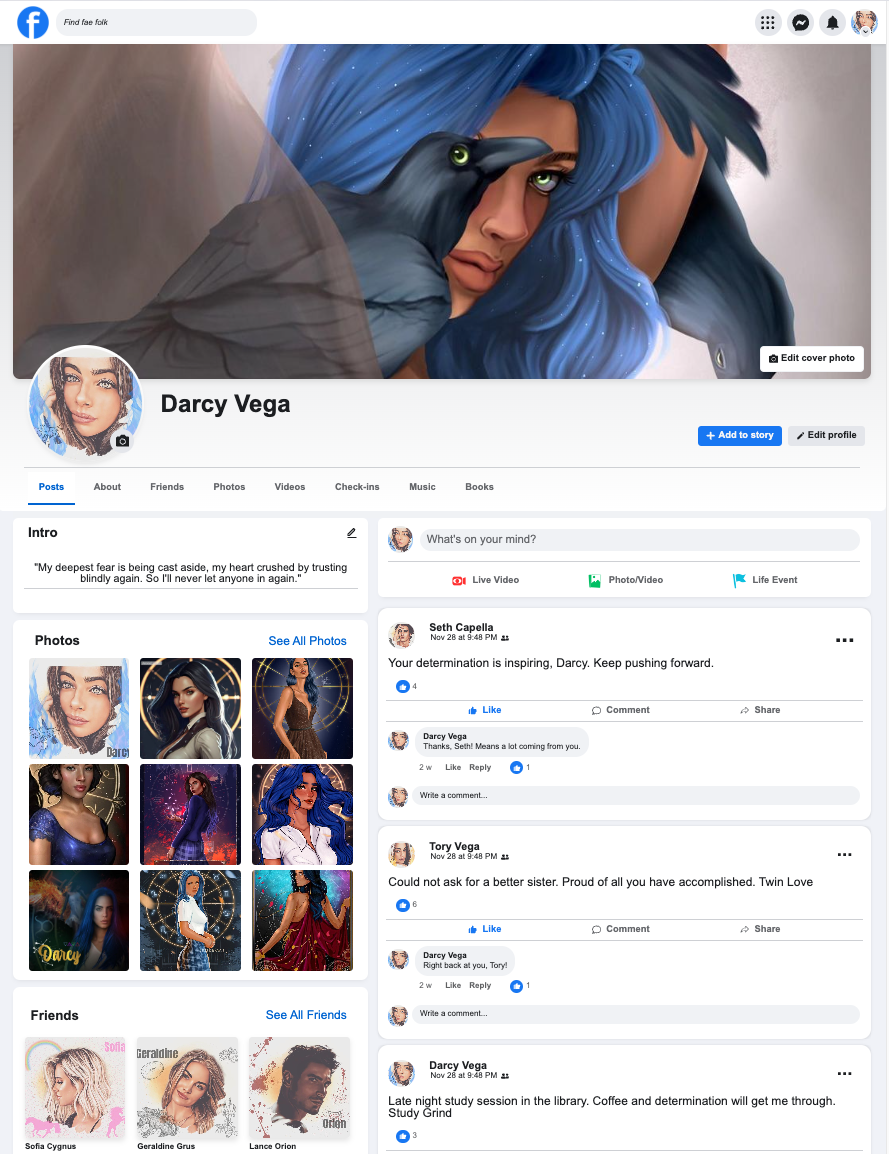 f
Find fae folk
Edit cover photo
Darcy Vega
+ Add to story
Edit profile
Posts
About
Friends
Photos
Videos
Check-ins
Music
Books
Intro
"My deepest fear is being cast aside, my heart crushed by trusting
blindly again. So I'll never let anyone in again."
Photos
See All Photos
Darcy
Darcy
Friends
See All Friends
Sofia
Geraldine
Orion
Sofia Cygnus
Geraldine Grus
Lance Orion
What's on your mind?
Live Video
Photo/Video
Life Event
Seth Capella
Nov 28 at 9:48 PM
Your determination is inspiring, Darcy. Keep pushing forward.
4
Like
Comment
Share
Darcy Vega
Thanks, Seth! Means a lot coming from you.
2 w
Like
Reply
1
Write a comment...
Tory Vega
Nov 28 at 9:48 PM
Could not ask for a better sister. Proud of all you have accomplished. Twin Love
6
Like
Comment
Share
Darcy Vega
Right back at you, Tory!
2 w
Like
Reply
1
Write a comment...
Darcy Vega
Nov 28 at 9:48 PM
Late night study session in the library. Coffee and determination will get me through.
Study Grind
3